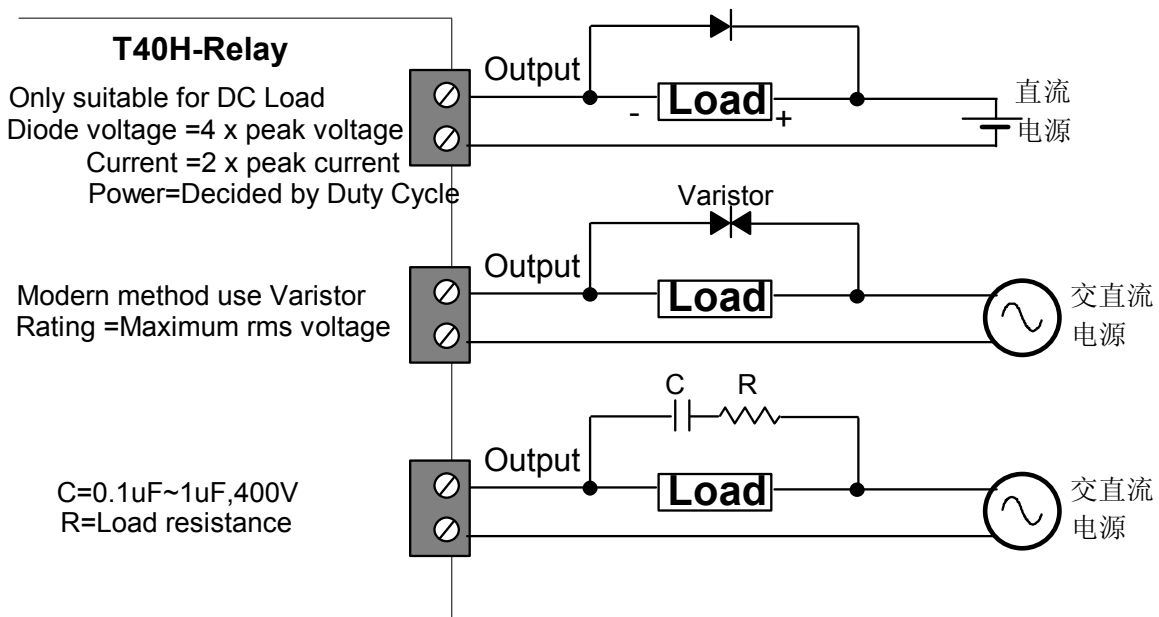 T40H-Relay
Only suitable for DC Load
Diode voltage =4 x peak voltage
Current =2 x peak current
Power=Decided by Duty Cycle
Output
Load
-
+
直流
电源
Modern method use Varistor
Rating =Maximum rms voltage
Varistor
Output
Load
交直流
电源
C=0.1uF~1uF,400V
R=Load resistance
C
R
Output
Load
交直流
电源